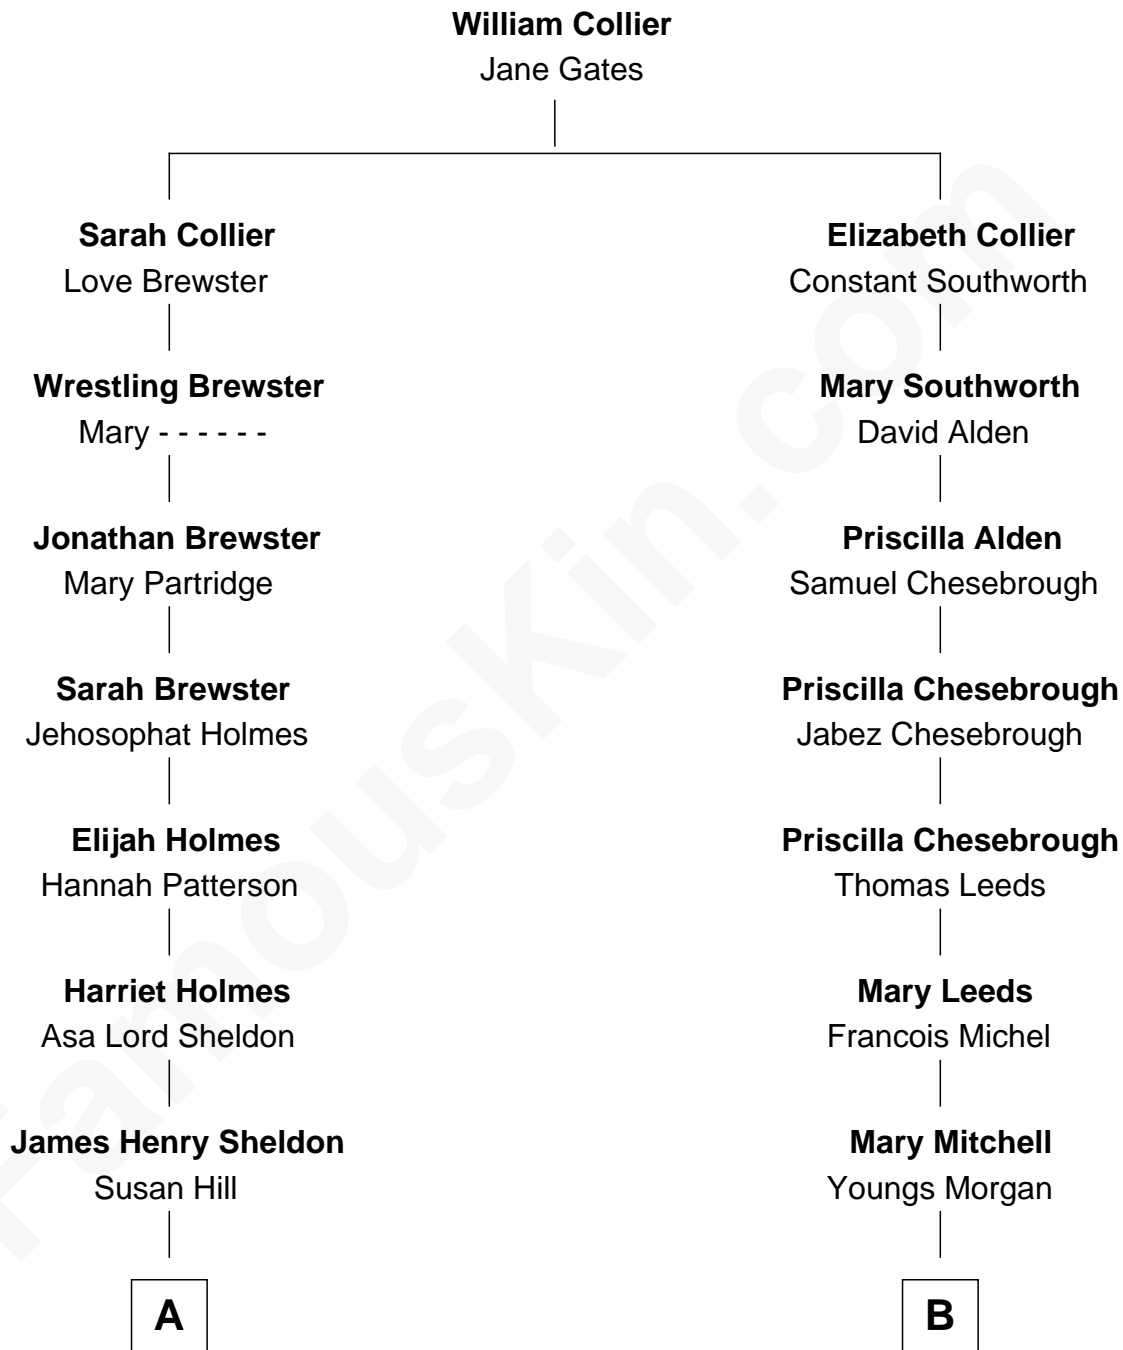 William Collier
Jane Gates
Sarah Collier
Love Brewster
Elizabeth Collier
Constant Southworth
Wrestling Brewster
Mary - - - - - -
Mary Southworth
David Alden
Jonathan Brewster
Mary Partridge
Priscilla Alden
Samuel Chesebrough
Sarah Brewster
Jehosophat Holmes
Priscilla Chesebrough
Jabez Chesebrough
Elijah Holmes
Hannah Patterson
Priscilla Chesebrough
Thomas Leeds
Harriet Holmes
Asa Lord Sheldon
Mary Leeds
Francois Michel
James Henry Sheldon
Susan Hill
Mary Mitchell
Youngs Morgan
A
B
FamousKin.com